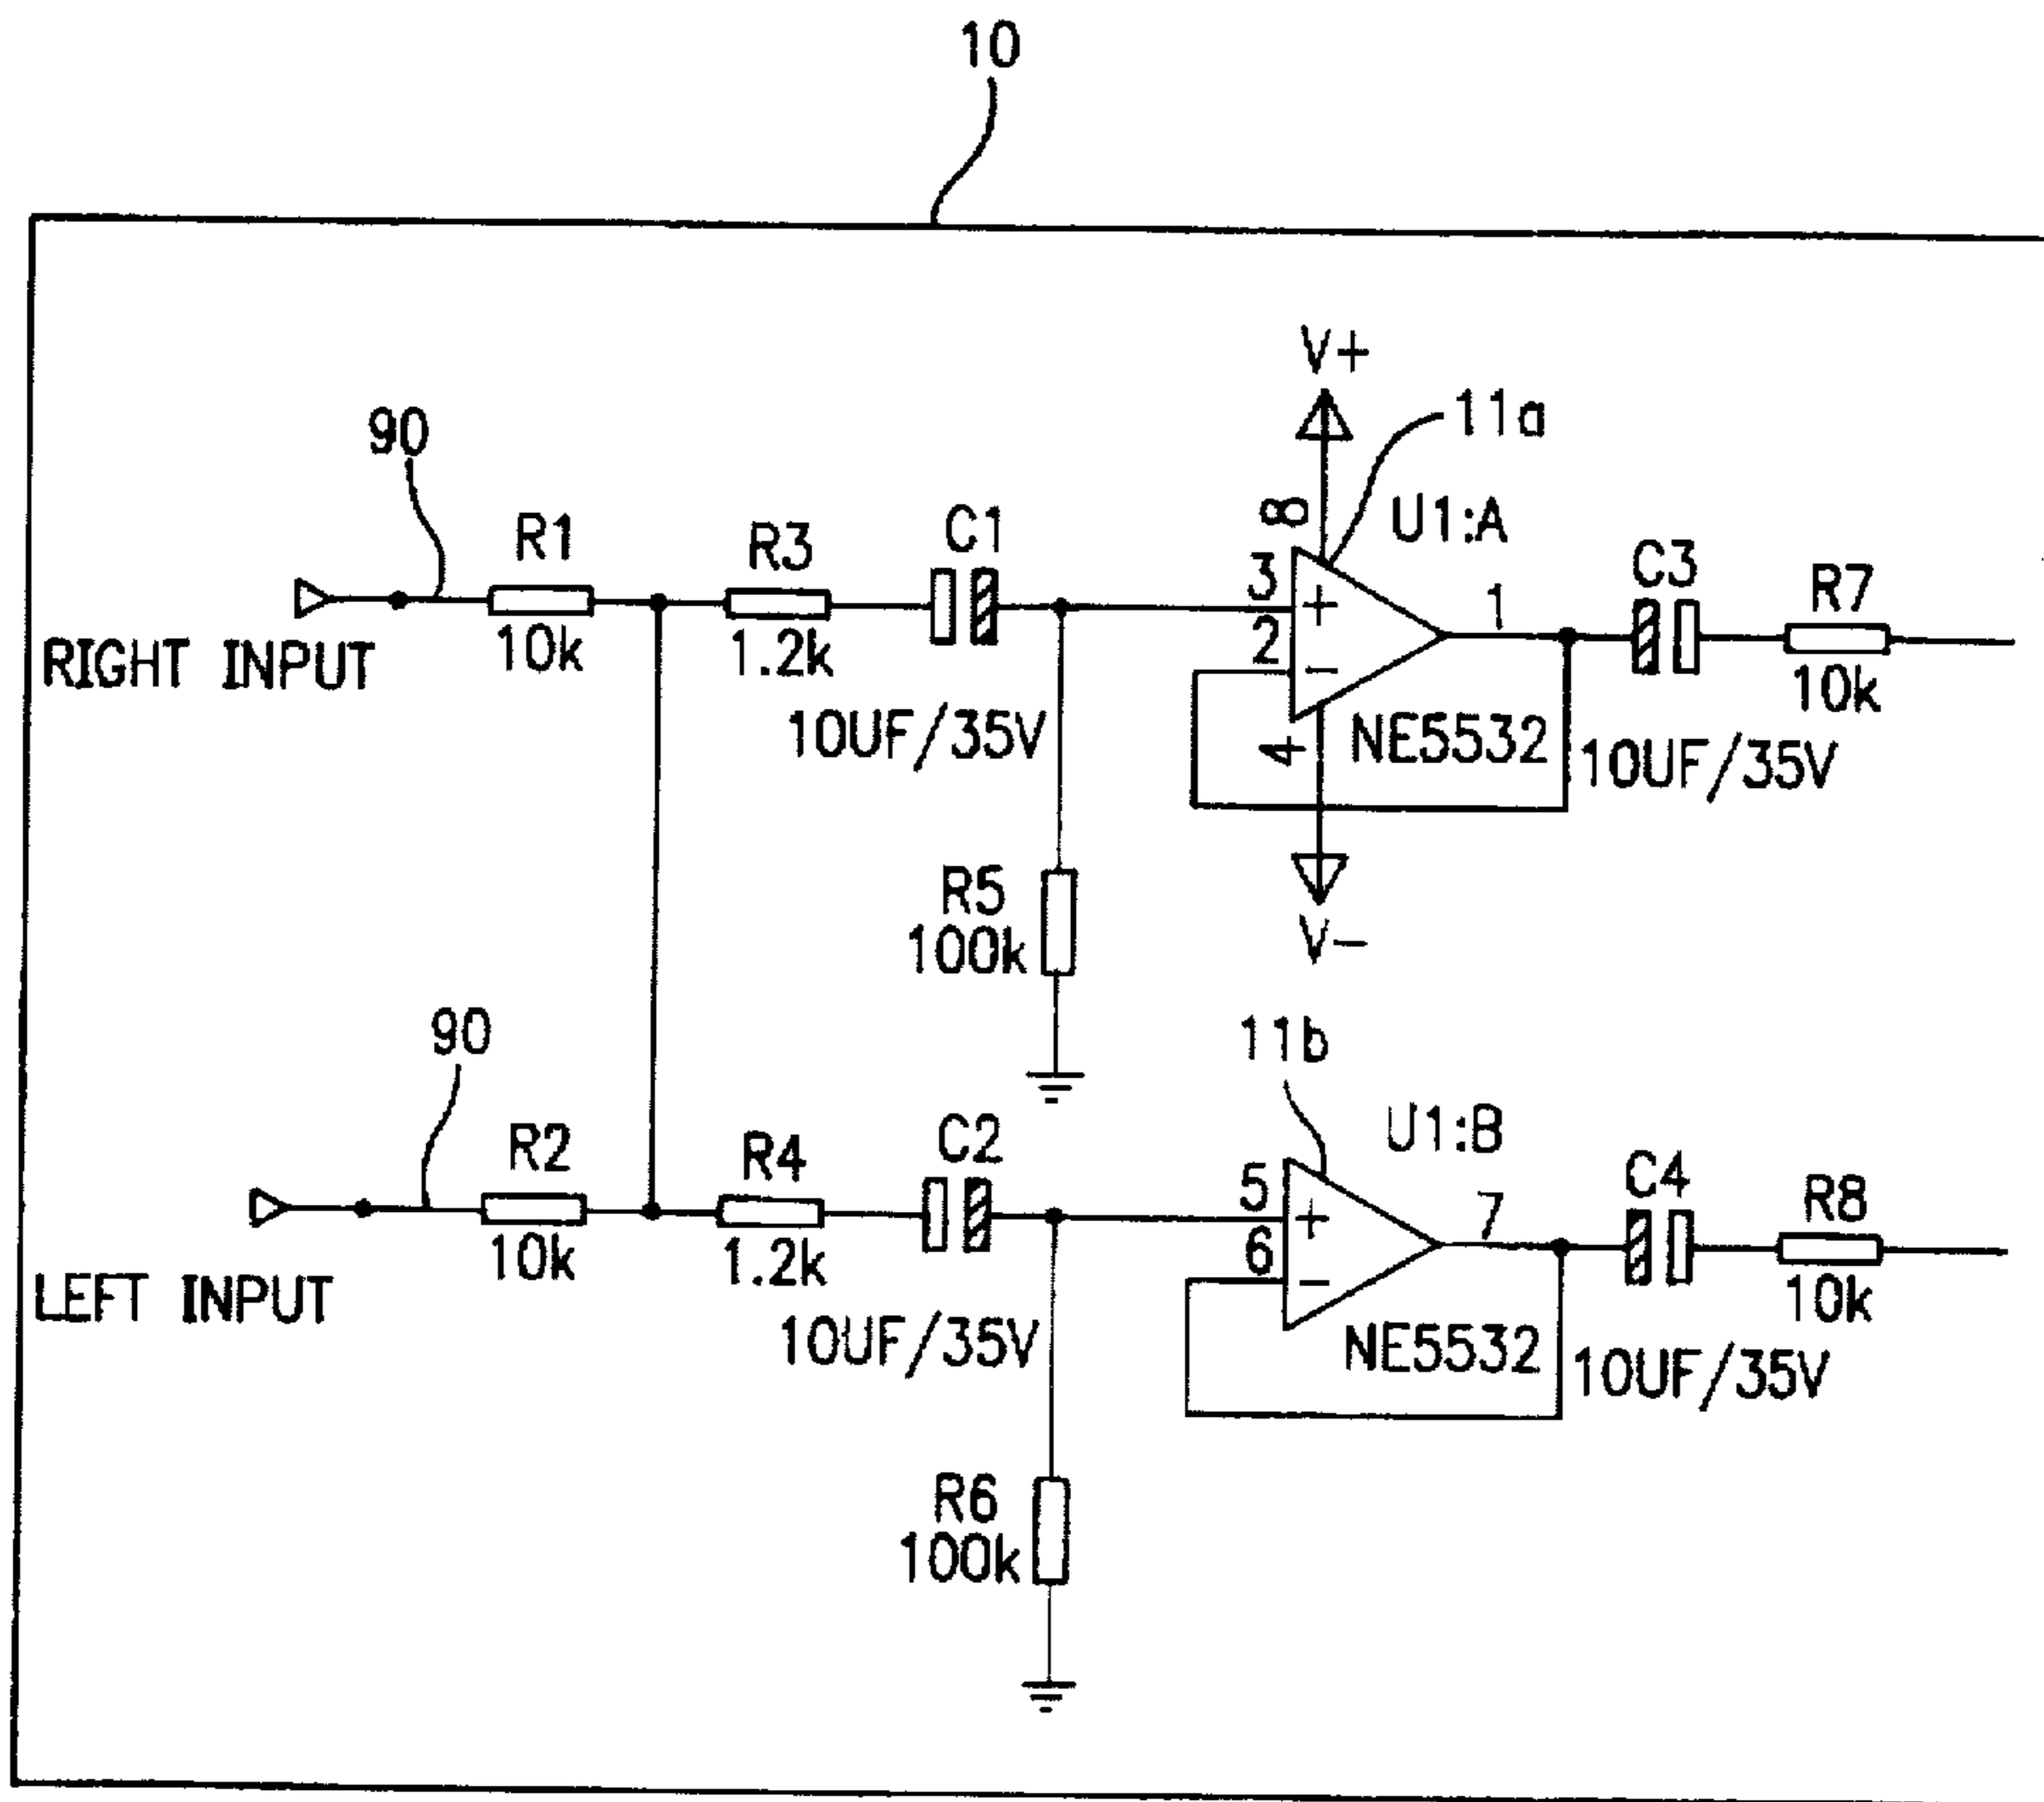 10
V+
90
11a
R1
R3
C1
8
U1:A
C3
R7
3
2
1
10k
1.2k
10k
RIGHT INPUT
10UF/35V
4
NE5532
10UF/35V
R5
100k
V-
90
11b
R2
R4
C2
5
6
U1:B
7
C4
R8
10k
1.2k
10k
LEFT INPUT
10UF/35V
NE5532
10UF/35V
R6
100k